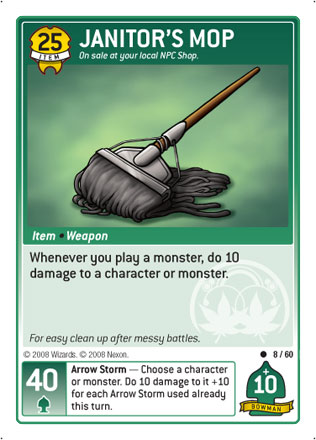 25
ITEM
JANITOR'S MOP
On sale at your local NPC Shop.
Item • Weapon
Whenever you play a monster, do 10
damage to a character or monster.
For easy clean up after messy battles.
© 2008 Wizards. © 2008 Nexon.
● 8 / 60
40
Arrow Storm — Choose a character
or monster. Do 10 damage to it +10
for each Arrow Storm used already
this turn.
+
10
BOWMAN